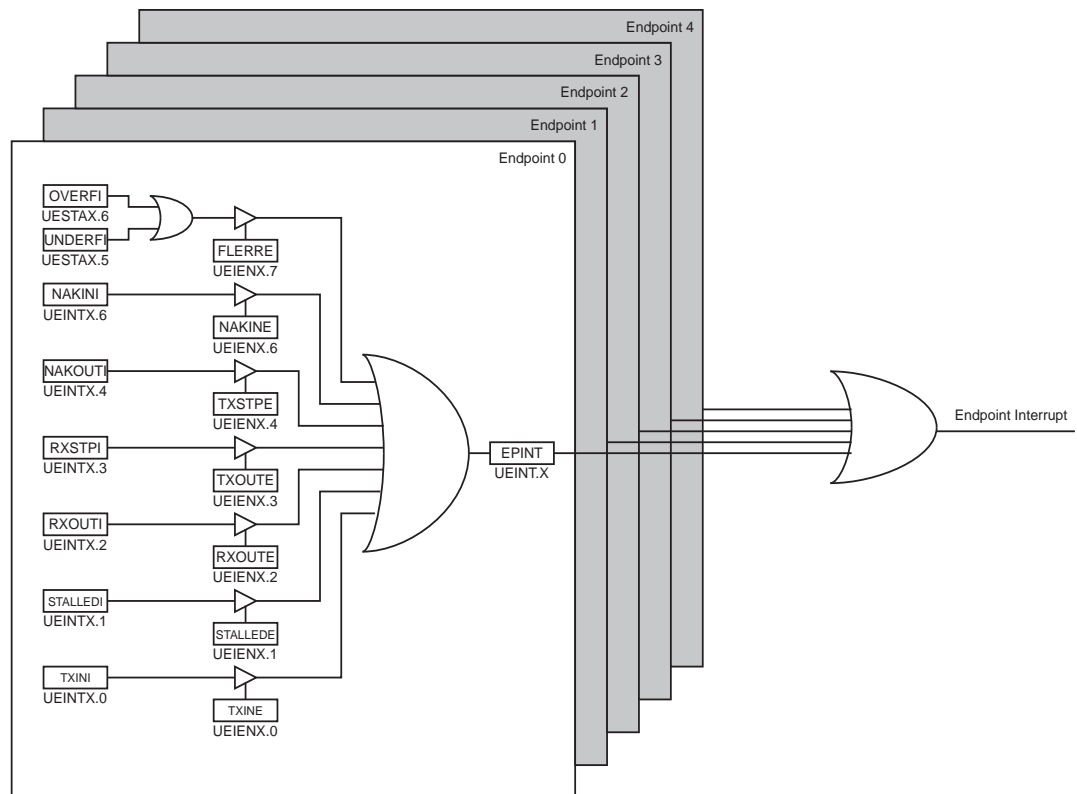 Endpoint 4
Endpoint 3
Endpoint 2
Endpoint 1
Endpoint 0
OVERFI
UESTAX.6
UNDERFI
UESTAX.5
FLERRE
UEIENX.7
NAKINI
UEINTX.6
NAKINE
UEIENX.6
NAKOUTI
UEINTX.4
TXSTPE
UEIENX.4
RXSTPI
UEINTX.3
TXOUTE
UEIENX.3
RXOUTI
UEINTX.2
RXOUTE
UEIENX.2
STALLEDI
UEINTX.1
STALLEDE
UEIENX.1
TXINI
UEINTX.0
TXINE
UEIENX.0
EPINT
UEINT.X
Endpoint Interrupt